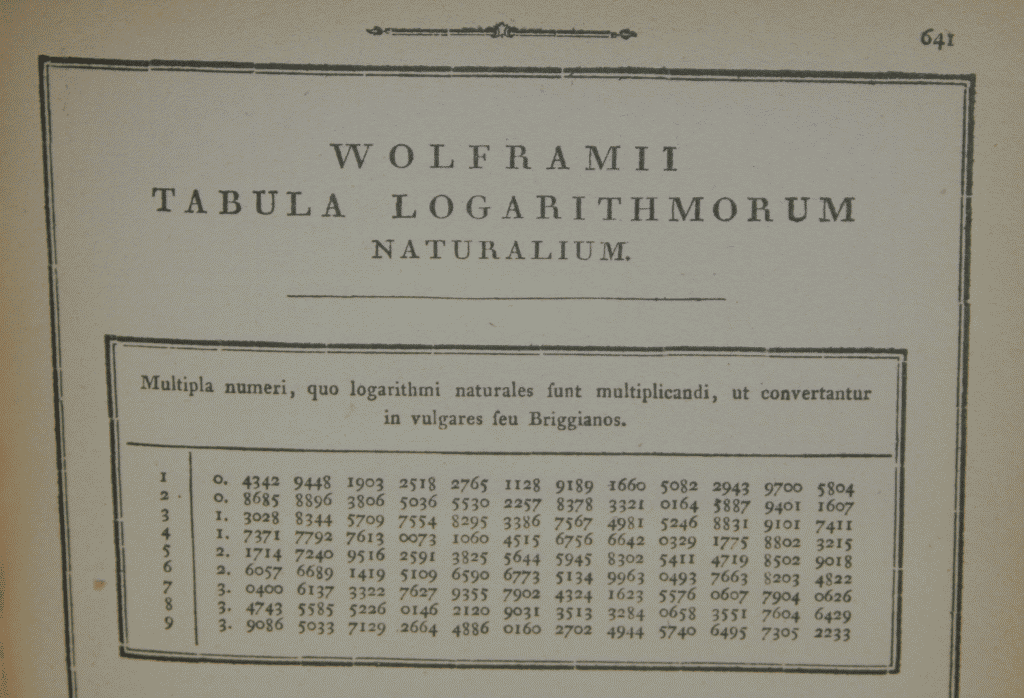 641
WOLFRAMII
TABULA LOGARITHMORUM
NATURALIUM.
Multipla numeri, quo logarithmi naturales ſunt multiplicandi, ut convertantur
in vulgares ſeu Briggianos.
1 0. 4342 9448 1903 2518 2765 1128 9189 1660 5082 2943 9700 5804
2 0. 8685 8896 3806 5036 5530 2257 8378 3321 0164 5887 9401 1607
3 1. 3028 8344 5709 7554 8295 3386 7567 4981 5246 8831 9101 7411
4 1. 7371 7792 7613 0073 1060 4515 6756 6642 0329 1775 8802 3215
5 2. 1714 7240 9516 2591 3825 5644 5945 8302 5411 4719 8502 9018
6 2. 6057 6689 1419 5109 6590 6773 5134 9963 0493 7663 8203 4822
7 3. 0400 6137 3322 7627 9355 7902 4324 1623 5576 0607 7904 0626
8 3. 4743 5585 5226 0146 2120 9031 3513 3284 0658 3551 7604 6429
9 3. 9086 5033 7129 2664 4886 0160 2702 4944 5740 6495 7305 2233